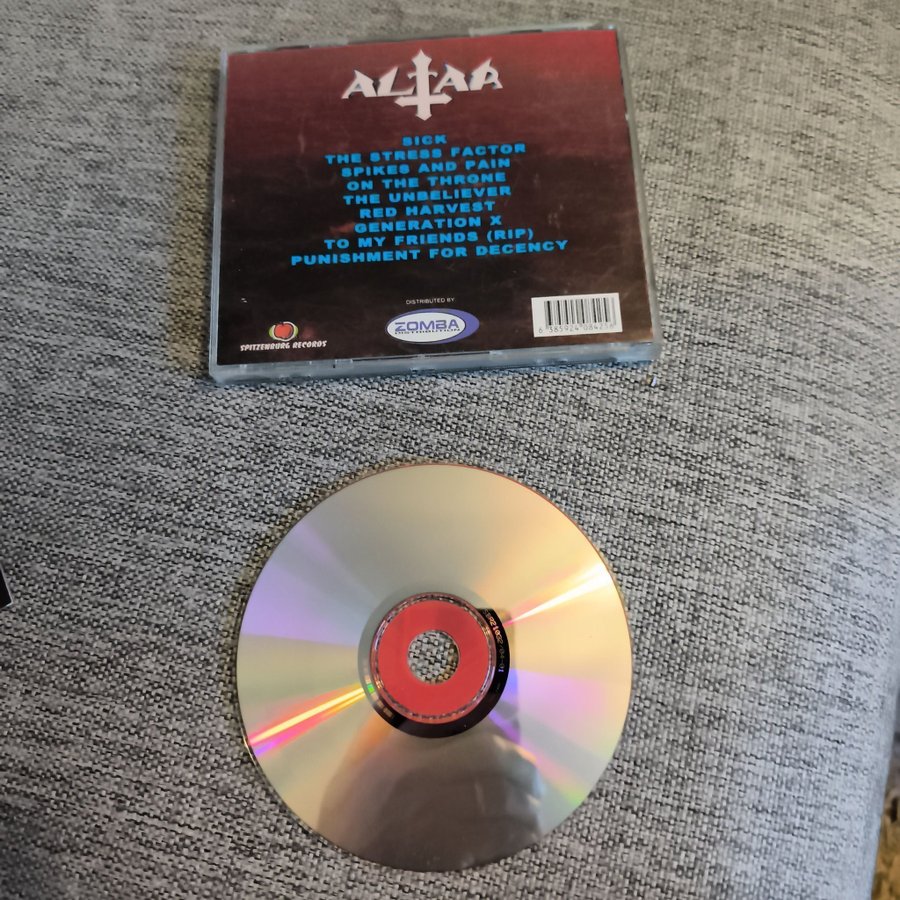 ALTAR
SICK
THE STRESS FACTOR
SPIKES AND PAIN
ON THE THRONE
THE UNBELIEVER
RED HARVEST
GENERATION X
TO MY FRIENDS (RIP)
PUNISHMENT FOR DECENCY
DISTRIBUTED BY
ZOMBA
DISTRIBUTION
SPITZENBURG RECORDS